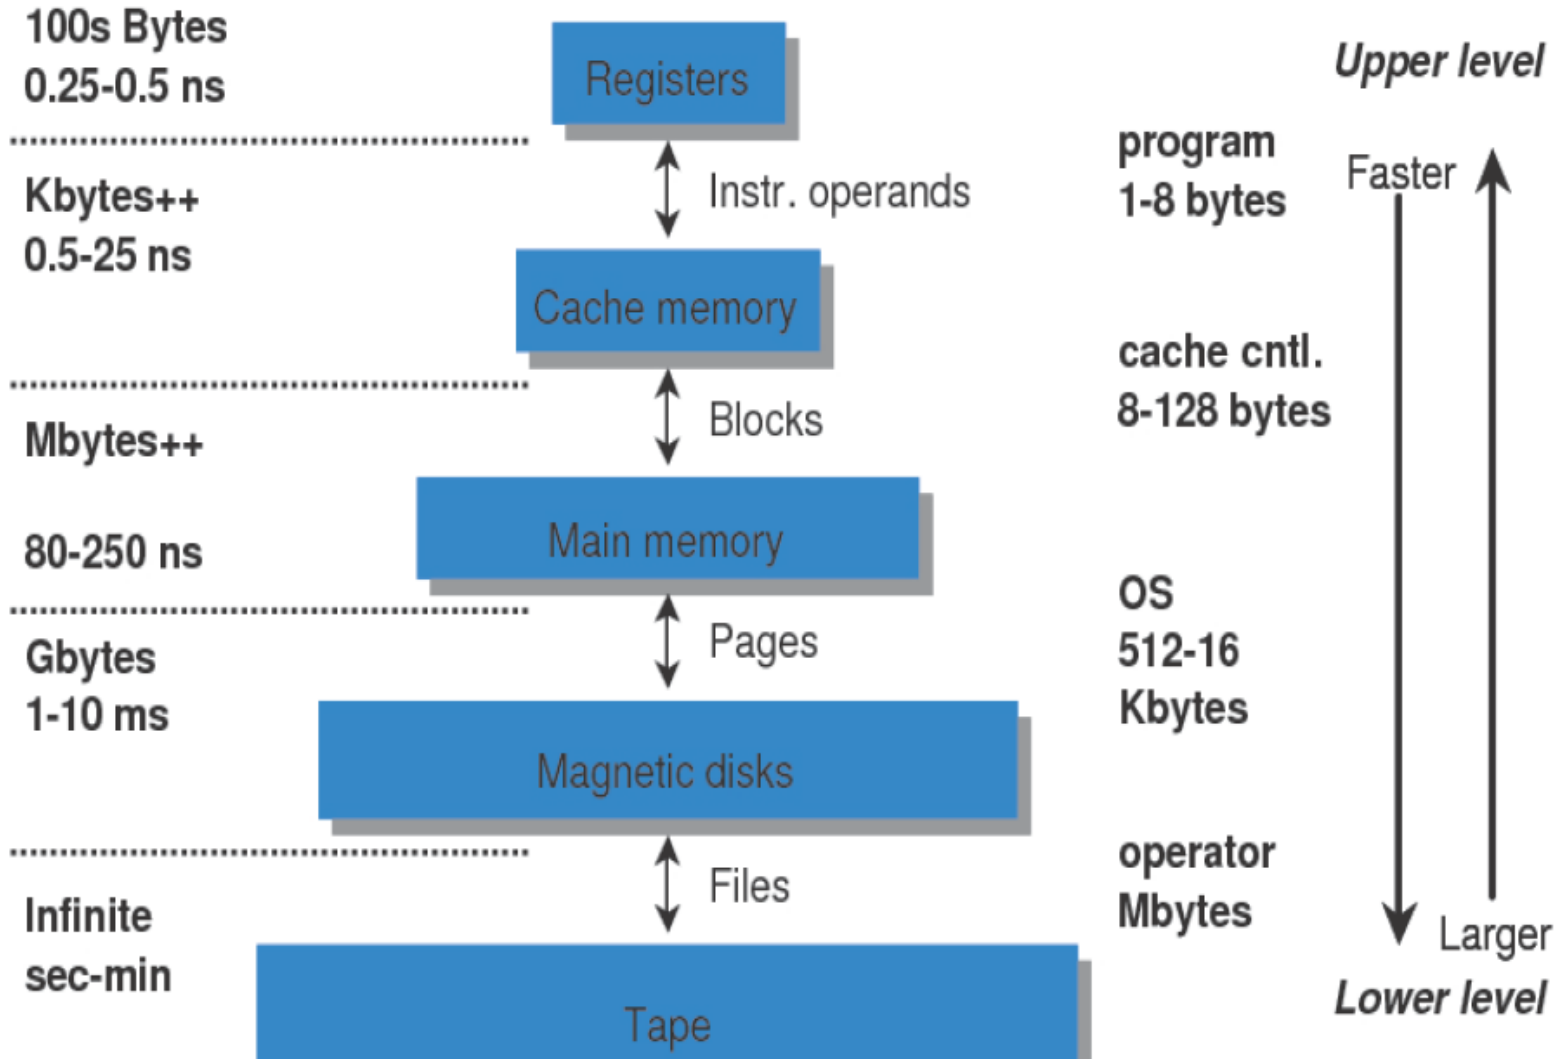 100s Bytes
0.25-0.5 ns
Registers
Upper level
program
1-8 bytes
Faster
Kbytes++
0.5-25 ns
Instr. operands
Cache memory
cache cntl.
8-128 bytes
Mbytes++
80-250 ns
Blocks
Main memory
OS
512-16
Kbytes
Gbytes
1-10 ms
Pages
Magnetic disks
operator
Mbytes
Infinite
sec-min
Files
Larger
Lower level
Tape